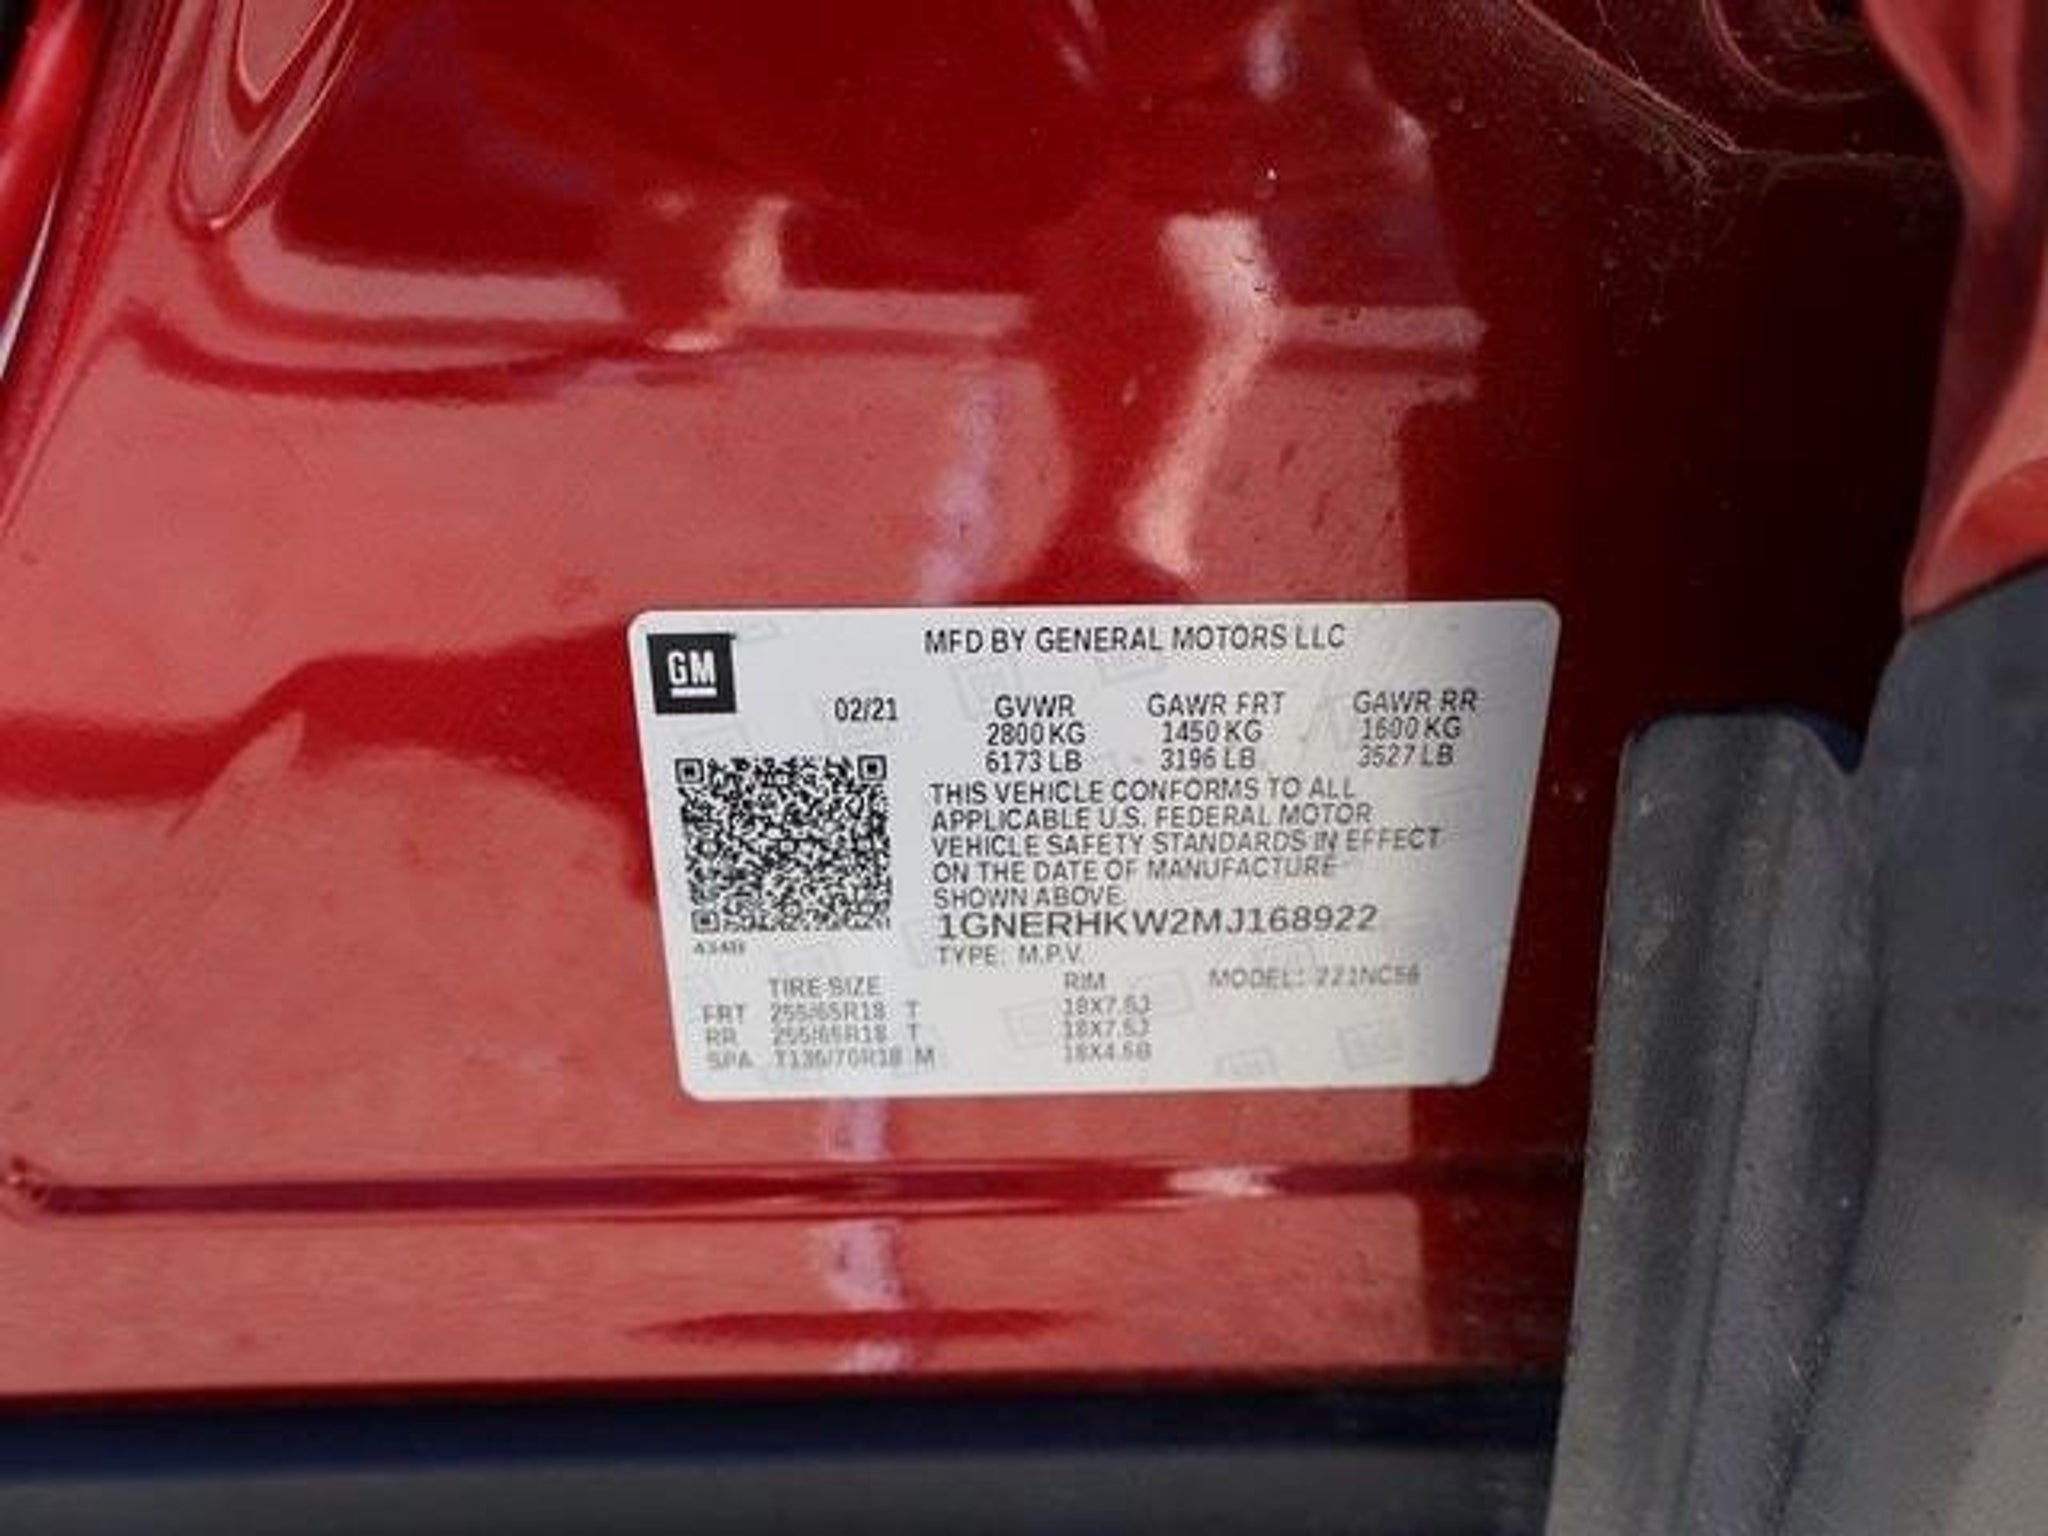 GM
MFD BY GENERAL MOTORS LLC
02/21 GVWR GAWR FRT GAWR RR
2800 KG 1450 KG 1600 KG
6173 LB 3196 LB 3527 LB
THIS VEHICLE CONFORMS TO ALL
APPLICABLE U.S. FEDERAL MOTOR
VEHICLE SAFETY STANDARDS IN EFFECT
ON THE DATE OF MANUFACTURE
SHOWN ABOVE.
1GNERHKW2MJ168922
TYPE: M.P.V.
TIRE SIZE RIM MODEL:
FRT 255/65R18 T 18X7.5J
RR 255/65R18 T 18X7.5J
SPA T135/70R18 M 18X4.5B